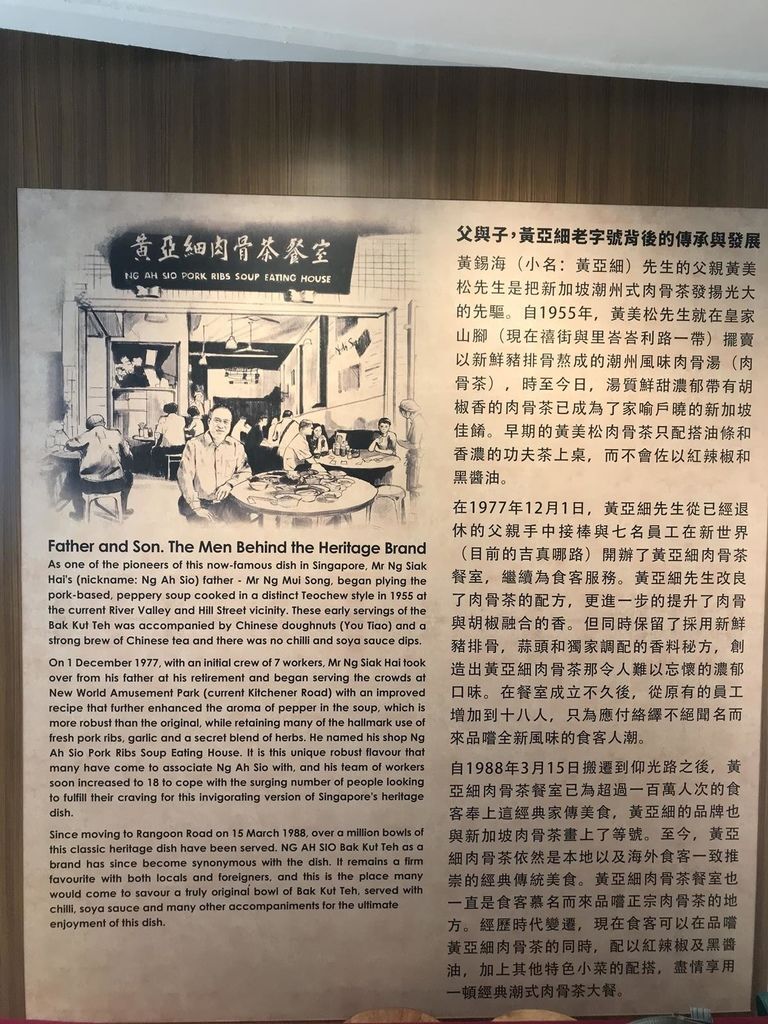 黃亞細肉骨茶餐室
NG AH SIO PORK RIBS SOUP EATING HOUSE
Father and Son. The Men Behind the Heritage Brand
As one of the pioneers of this now-famous dish in Singapore, Mr Ng Siak
Hai's (nickname: Ng Ah Sio) father - Mr Ng Mui Song, began plying the
pork-based, peppery soup cooked in a distinct Teochew style in 1955 at
the current River Valley and Hill Street vicinity. These early servings of the
Bak Kut Teh was accompanied by Chinese doughnuts (You Tiao) and a
strong brew of Chinese tea and there was no chilli and soya sauce dips.
On 1 December 1977, with an initial crew of 7 workers, Mr Ng Siak Hai took
over from his father at his retirement and began serving the crowds at
New World Amusement Park (current Kitchener Road) with an improved
recipe that further enhanced the aroma of pepper in the soup, which is
more robust than the original, while retaining many of the hallmark use of
fresh pork ribs, garlic and a secret blend of herbs. He named his shop Ng
Ah Sio Pork Ribs Soup Eating House. It is this unique robust flavour that
many have come to associate Ng Ah Sio with, and his team of workers
soon increased to 18 to cope with the surging number of people looking
to fulfill their craving for this invigorating version of Singapore's heritage
dish.
Since moving to Rangoon Road on 15 March 1988, over a million bowls of
this classic heritage dish have been served. NG AH SIO Bak Kut Teh as a
brand has since become synonymous with the dish. It remains a firm
favourite with both locals and foreigners, and this is the place many
would come to savour a truly original bowl of Bak Kut Teh, served with
chilli, soya sauce and many other accompaniments for the ultimate
enjoyment of this dish.
父與子，黃亞細老字號背後的傳承與發展
黃錫海（小名：黃亞細）先生的父親黃美
松先生是把新加坡潮州式肉骨茶發揚光大
的先驅。自1955年，黃美松先生就在皇家
山腳（現在禧街與里峇峇利路一帶）擺賣
以新鮮豬排骨熬成的潮州風味肉骨湯（肉
骨茶），時至今日，湯質鮮甜濃郁帶有胡
椒香的肉骨茶已成為了家喻戶曉的新加坡
佳餚。早期的黃美松肉骨茶只配搭油條和
香濃的功夫茶上桌，而不會佐以紅辣椒和
黑醬油。
在1977年12月1日，黃亞細先生從已經退
休的父親手中接棒與七名員工在新世界
（目前的吉真哪路）開辦了黃亞細肉骨茶
餐室，繼續為食客服務。黃亞細先生改良
了肉骨茶的配方，更進一步的提升了肉骨
與胡椒融合的香。但同時保留了採用新鮮
豬排骨，蒜頭和獨家調配的香料秘方，創
造出黃亞細肉骨茶那令人難以忘懷的濃郁
口味。在餐室成立不久後，從原有的員工
增加到十八人，只為應付絡繹不絕聞名而
來品嚐全新風味的食客人潮。
自1988年3月15日搬遷到仰光路之後，黃
亞細肉骨茶餐室已為超過一百萬人次的食
客奉上這經典家傳美食，黃亞細的品牌也
與新加坡肉骨茶畫上了等號。至今，黃亞
細肉骨茶依然是本地以及海外食客一致推
崇的經典傳統美食。黃亞細肉骨茶餐室也
一直是食客慕名而來品嚐正宗肉骨茶的地
方。經歷時代變遷，現在食客可以在品嚐
黃亞細肉骨茶的同時，配以紅辣椒及黑醬
油，加上其他特色小菜的配搭，盡情享用
一頓經典潮式肉骨茶大餐。